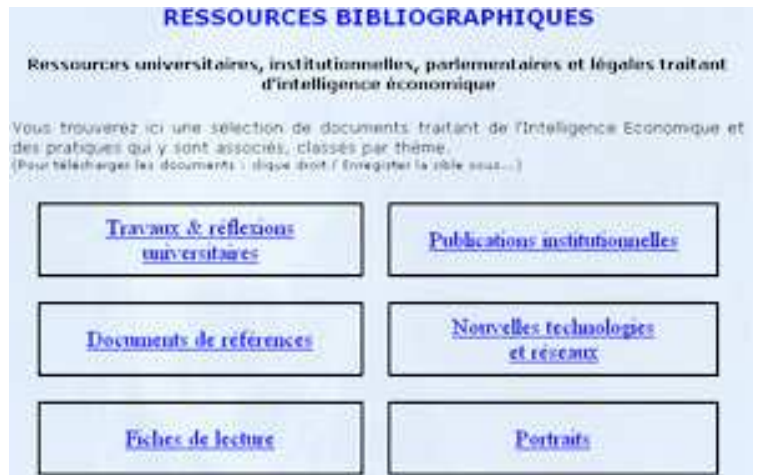 RESSOURCES BIBLIOGRAPHIQUES
Ressources universitaires, institutionnelles, parlementaires et légales traitant
d'intelligence économique
Vous trouverez ici une sélection de documents traitant de l'Intelligence Economique et
des pratiques qui y sont associés, classés par thème.
(Pour télécharger les documents : clique droit / Enregister la cible sous...)
Travaux & réflexions
universitaires
Publications institutionnelles
Documents de références
Nouvelles technologies
et réseaux
Fiches de lecture
Portraits